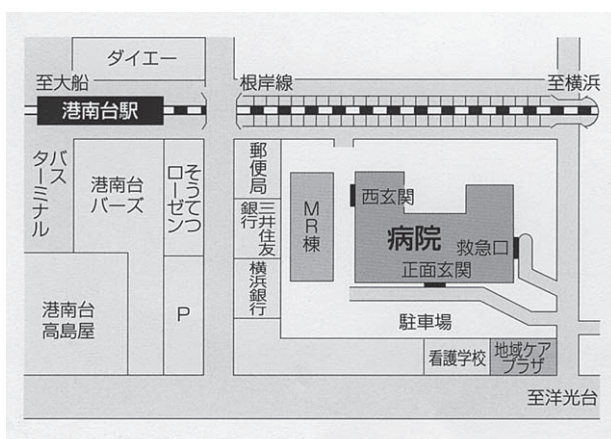 ダイエー
至大船
根岸線
至横浜
港南台駅
バス
ターミナル
港南台
バーズ
そうてつ
ローゼン
郵便局
三井住友
銀行
横浜銀行
MR棟
西玄関
病院
救急口
正面玄関
港南台
高島屋
P
駐車場
看護学校
地域ケア
プラザ
至洋光台